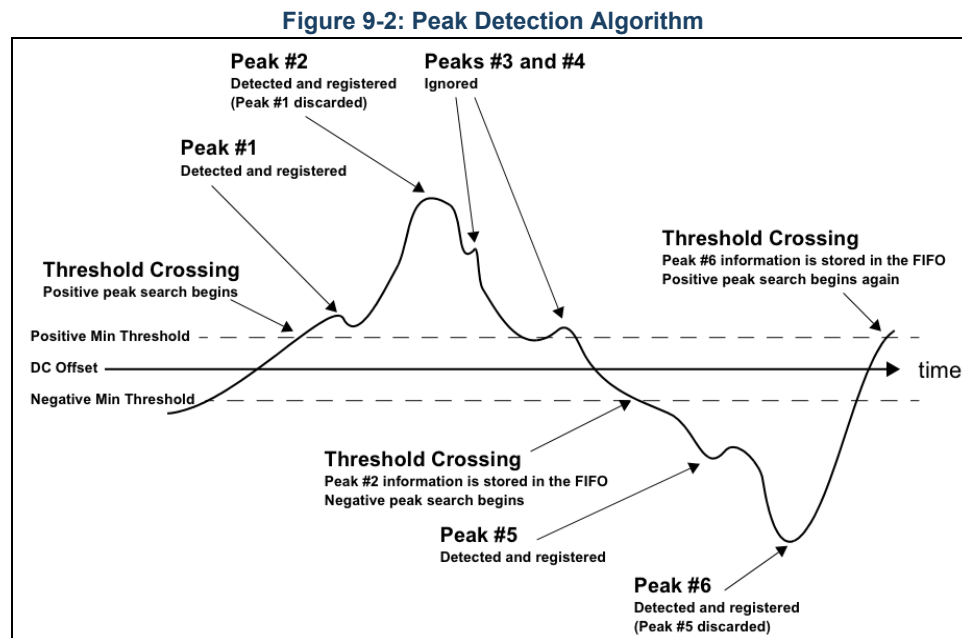 Figure 9-2: Peak Detection Algorithm
Peak #2
Detected and registered
(Peak #1 discarded)
Peaks #3 and #4
Ignored
Peak #1
Detected and registered
Threshold Crossing
Peak #6 information is stored in the FIFO
Positive peak search begins again
Threshold Crossing
Positive peak search begins
Positive Min Threshold
DC Offset
time
Negative Min Threshold
Threshold Crossing
Peak #2 information is stored in the FIFO
Negative peak search begins
Peak #5
Detected and registered
Peak #6
Detected and registered
(Peak #5 discarded)